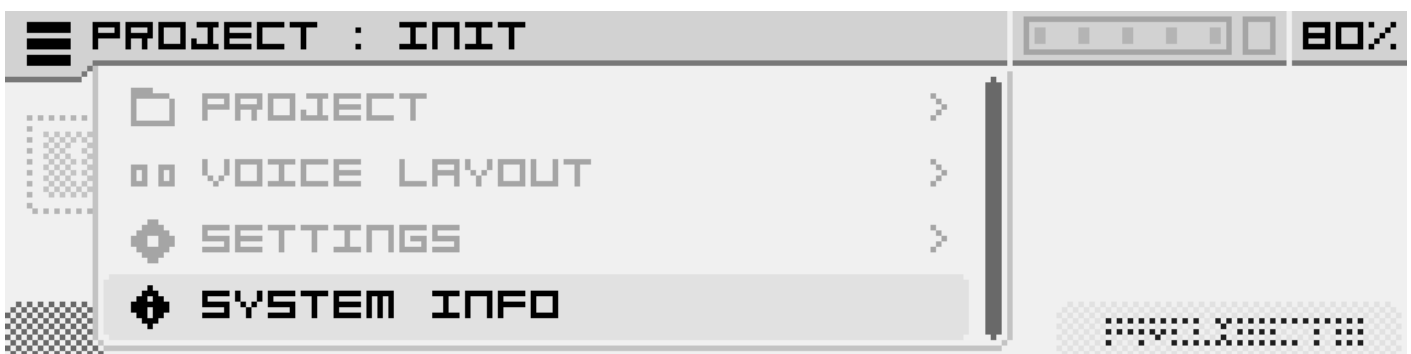 PROJECT : INIT
80%
PROJECT >
VOICE LAYOUT >
SETTINGS >
SYSTEM INFO